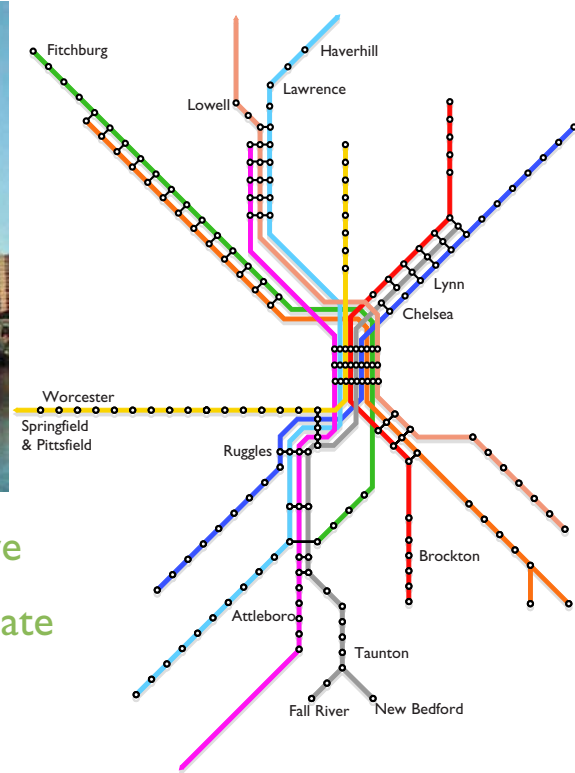 Fitchburg
Haverhill
Lawrence
Lowell
Lynn
Chelsea
Worcester
Springfield
& Pittsfield
Ruggles
Brockton
Attleboro
Taunton
Fall River
New Bedford